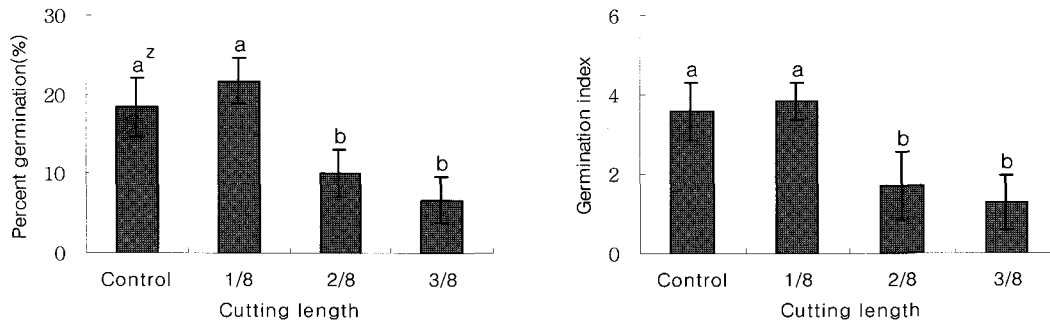 Percent germination(%)
30
20
10
0
a z
a
b
b
Control 1/8 2/8 3/8
Cutting length
Germination index
6
4
2
0
a
a
b
b
Control 1/8 2/8 3/8
Cutting length